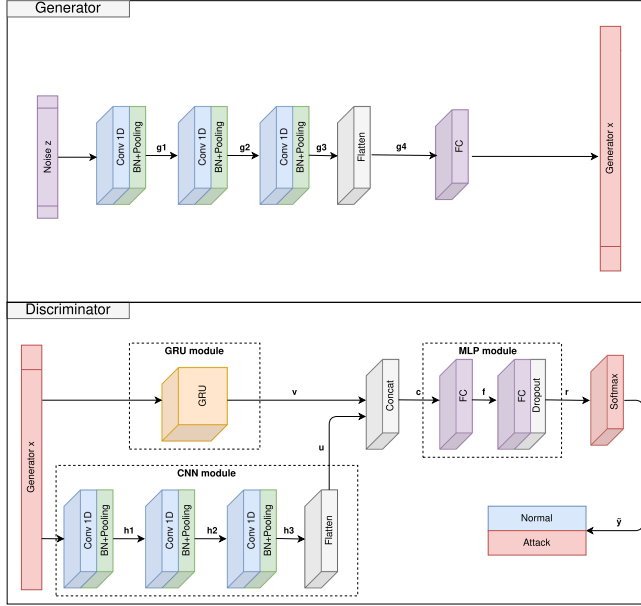 Generator
Noise z
Conv 1D
BN+Pooling
g1
Conv 1D
BN+Pooling
g2
Conv 1D
BN+Pooling
g3
Flatten
g4
FC
Generator x
Discriminator
Generator x
GRU module
GRU
v
CNN module
Conv 1D
BN+Pooling
h1
Conv 1D
BN+Pooling
h2
Conv 1D
BN+Pooling
h3
Flatten
u
Concat
c
MLP module
FC
f
FC
Dropout
r
Softmax
ŷ
Normal
Attack